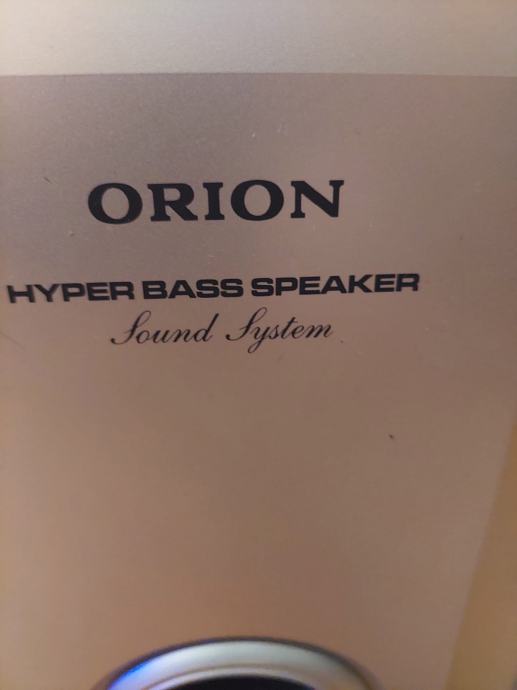 ORION
HYPER BASS SPEAKER
Sound System